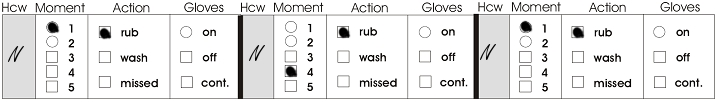 Hcw Moment Action Gloves Hcw Moment Action Gloves Hcw Moment Action Gloves
N 1 rub on N 1 rub on N 1 rub on
2 2 2
3 wash off 3 wash off 3 wash off
4 4 4
5 missed cont. 5 missed cont. 5 missed cont.